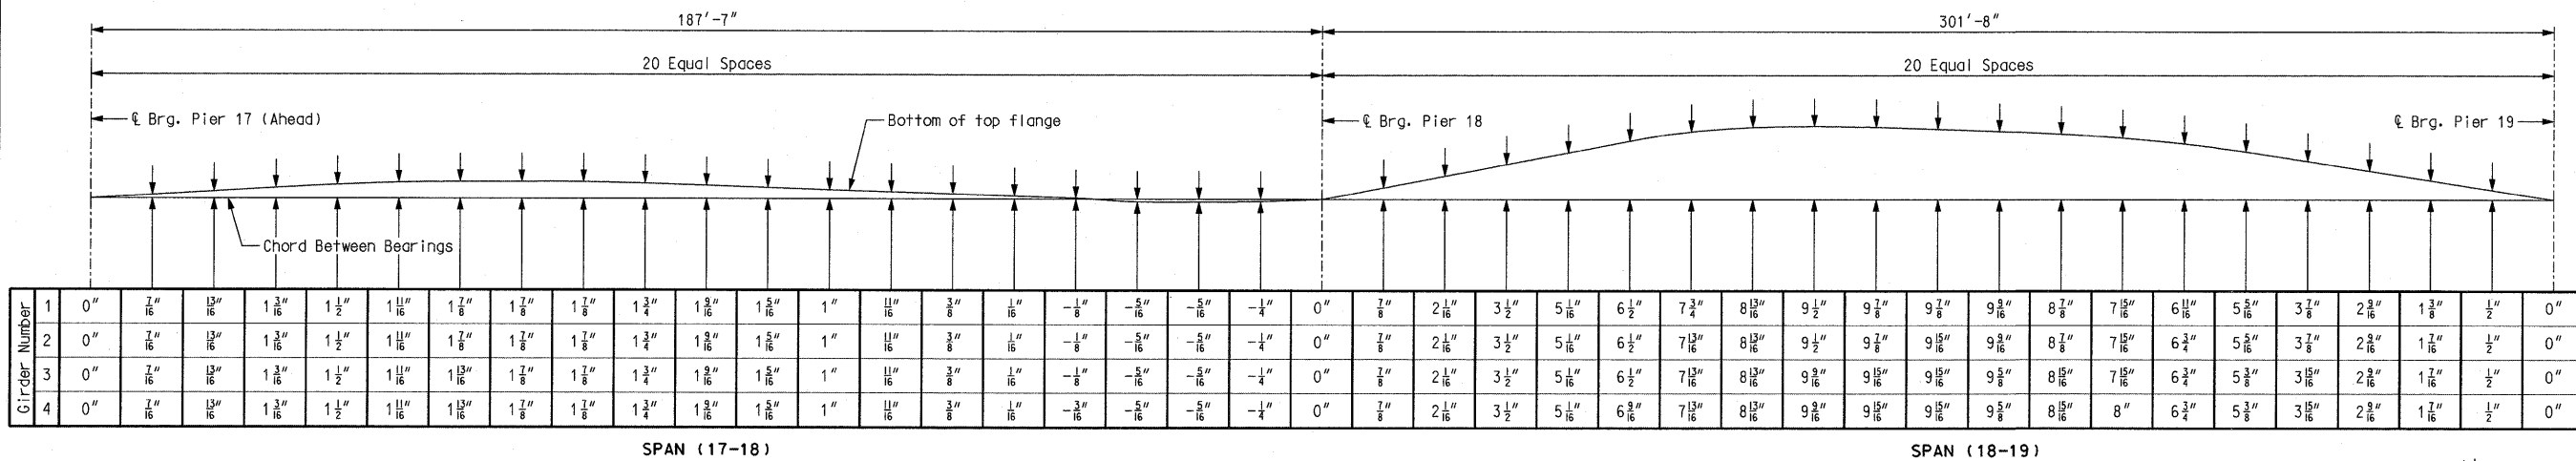 187'-7" 301'-8"
20 Equal Spaces 20 Equal Spaces
℄ Brg. Pier 17 (Ahead) Bottom of top flange ℄ Brg. Pier 18 ℄ Brg. Pier 19
Chord Between Bearings
Girder Number
1 0" 7/16" 13/16" 1 3/16" 1 1/2" 1 11/16" 1 7/8" 1 7/8" 1 7/8" 1 3/4" 1 9/16" 1 5/16" 1" 11/16" 3/8" 1/16" -1/8" -5/16" -5/16" -1/4" 0" 7/8" 2 1/16" 3 1/2" 5 1/16" 6 1/2" 7 3/4" 8 13/16" 9 1/2" 9 7/8" 9 7/8" 9 9/16" 8 7/8" 7 15/16" 6 11/16" 5 5/16" 3 7/8" 2 9/16" 1 3/8" 1/2" 0"
2 0" 7/16" 13/16" 1 3/16" 1 1/2" 1 11/16" 1 7/8" 1 7/8" 1 7/8" 1 3/4" 1 9/16" 1 5/16" 1" 11/16" 3/8" 1/16" -1/8" -5/16" -5/16" -1/4" 0" 7/8" 2 1/16" 3 1/2" 5 1/16" 6 1/2" 7 13/16" 8 13/16" 9 1/2" 9 7/8" 9 15/16" 9 9/16" 8 7/8" 7 15/16" 6 3/4" 5 5/16" 3 7/8" 2 9/16" 1 7/16" 1/2" 0"
3 0" 7/16" 13/16" 1 3/16" 1 1/2" 1 11/16" 1 13/16" 1 7/8" 1 7/8" 1 3/4" 1 9/16" 1 5/16" 1" 11/16" 3/8" 1/16" -1/8" -5/16" -5/16" -1/4" 0" 7/8" 2 1/16" 3 1/2" 5 1/16" 6 1/2" 7 13/16" 8 13/16" 9 9/16" 9 15/16" 9 15/16" 9 5/8" 8 15/16" 7 15/16" 6 3/4" 5 3/8" 3 15/16" 2 9/16" 1 7/16" 1/2" 0"
4 0" 7/16" 13/16" 1 3/16" 1 1/2" 1 11/16" 1 13/16" 1 7/8" 1 7/8" 1 3/4" 1 9/16" 1 5/16" 1" 11/16" 3/8" 1/16" -3/16" -5/16" -5/16" -1/4" 0" 7/8" 2 1/16" 3 1/2" 5 1/16" 6 9/16" 7 13/16" 8 13/16" 9 9/16" 9 15/16" 9 15/16" 9 5/8" 8 15/16" 8" 6 3/4" 5 3/8" 3 15/16" 2 9/16" 1 7/16" 1/2" 0"
SPAN (17-18) SPAN (18-19)